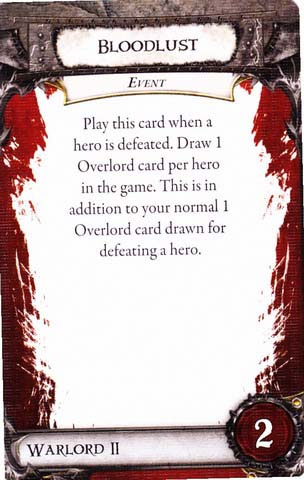 BLOODLUST
EVENT
Play this card when a
hero is defeated. Draw 1
Overlord card per hero
in the game. This is in
addition to your normal 1
Overlord card drawn for
defeating a hero.
WARLORD II
2